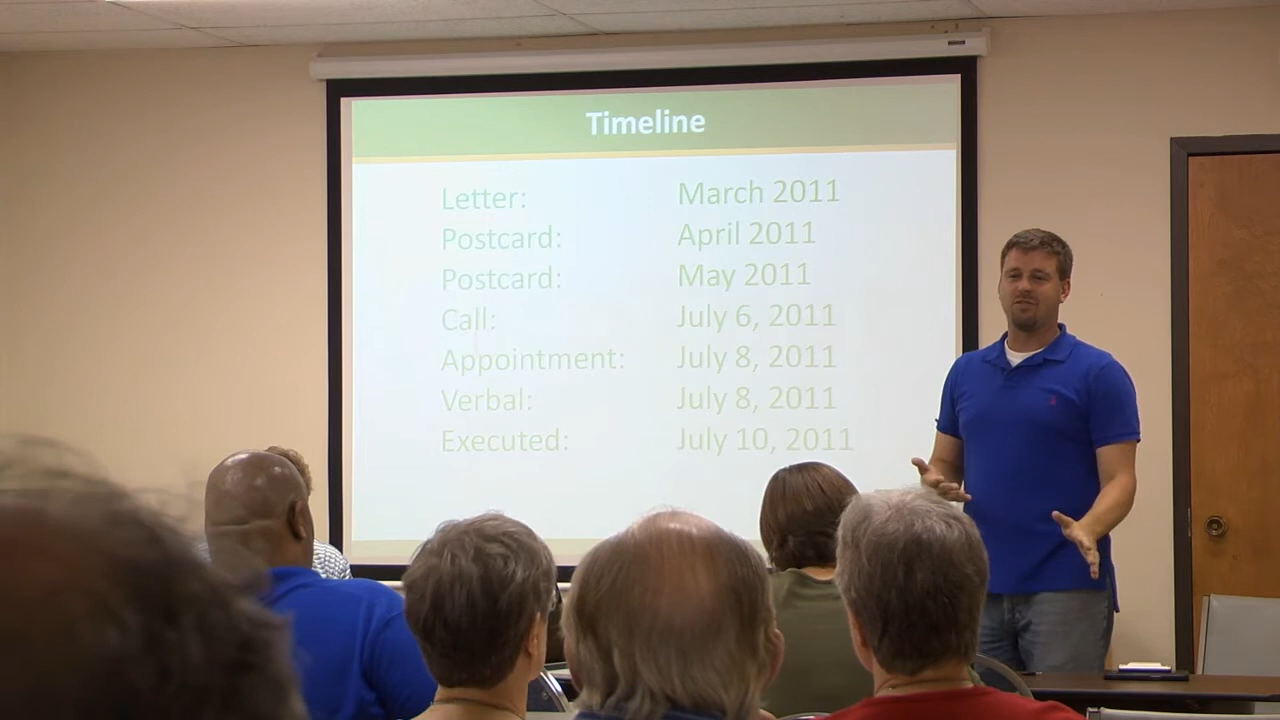 Timeline
Letter: March 2011
Postcard: April 2011
Postcard: May 2011
Call: July 6, 2011
Appointment: July 8, 2011
Verbal: July 8, 2011
Executed: July 10, 2011